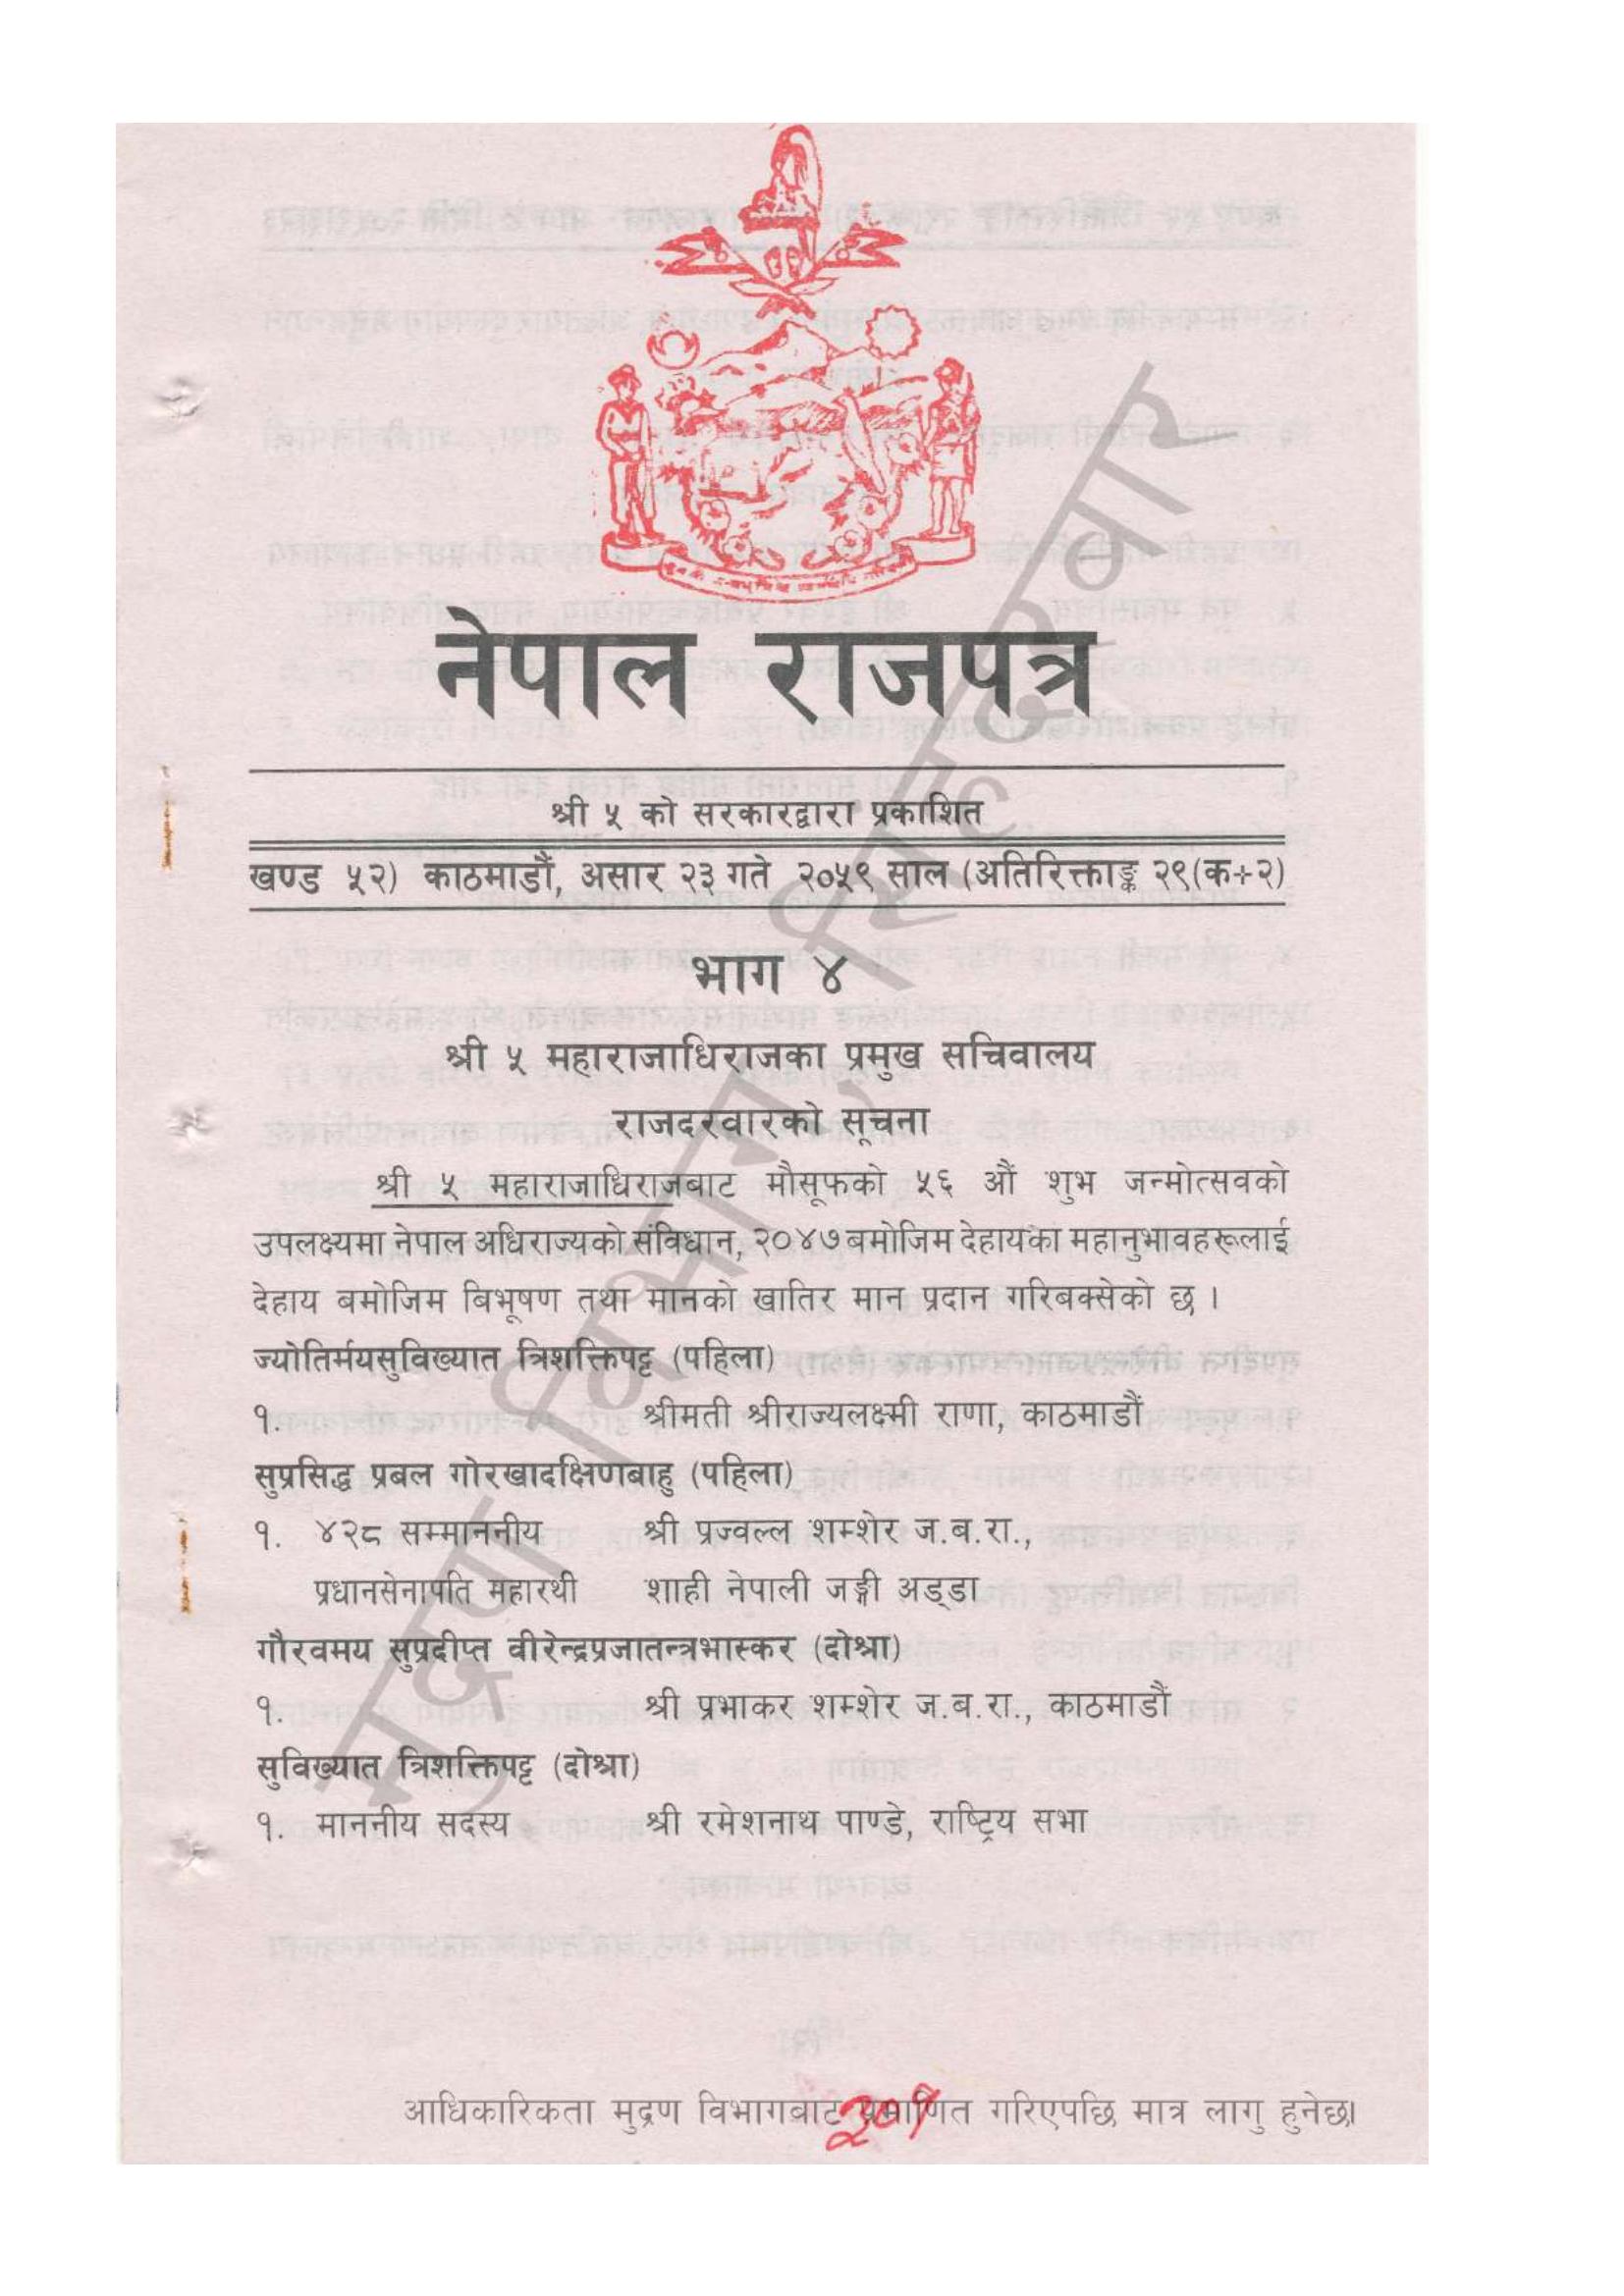 नेपाल राजपत्र
श्री ५ को सरकारद्वारा प्रकाशित
खण्ड ५२) काठमाडौं, असार २३ गते २०५९ साल (अतिरिक्ताङ्क २९(क÷२)
भाग ४
श्री ५ महाराजाधिराजका प्रमुख सचिवालय
राजदरवारको सूचना
श्री ५ महाराजाधिराजबाट मौसूफको ५६ औं शुभ जन्मोत्सवको
उपलक्ष्यमा नेपाल अधिराज्यको संविधान, २०४७ बमोजिम देहायका महानुभावहरूलाई
देहाय बमोजिम बिभूषण तथा मानको खातिर मान प्रदान गरिबक्सेको छ ।
ज्योतिर्मयसुविख्यात त्रिशक्तिपट्ट (पहिला)
१. श्रीमती श्रीराज्यलक्ष्मी राणा, काठमाडौं
सुप्रसिद्ध प्रबल गोरखादक्षिणबाहु (पहिला)
१. ४२८ सम्माननीय श्री प्रज्वल्ल शम्शेर ज.ब.रा.,
प्रधानसेनापति महारथी शाही नेपाली जङ्गी अड्डा
गौरवमय सुप्रदीप्त वीरेन्द्रप्रजातन्त्रभास्कर (दोश्रा)
१. श्री प्रभाकर शम्शेर ज.ब.रा., काठमाडौं
सुविख्यात त्रिशक्तिपट्ट (दोश्रा)
१. माननीय सदस्य श्री रमेशनाथ पाण्डे, राष्ट्रिय सभा
मुद्रण विभाग, सिंहदरवार
आधिकारिकता मुद्रण विभागबाट प्रमाणित गरिएपछि मात्र लागु हुनेछ।
२०१